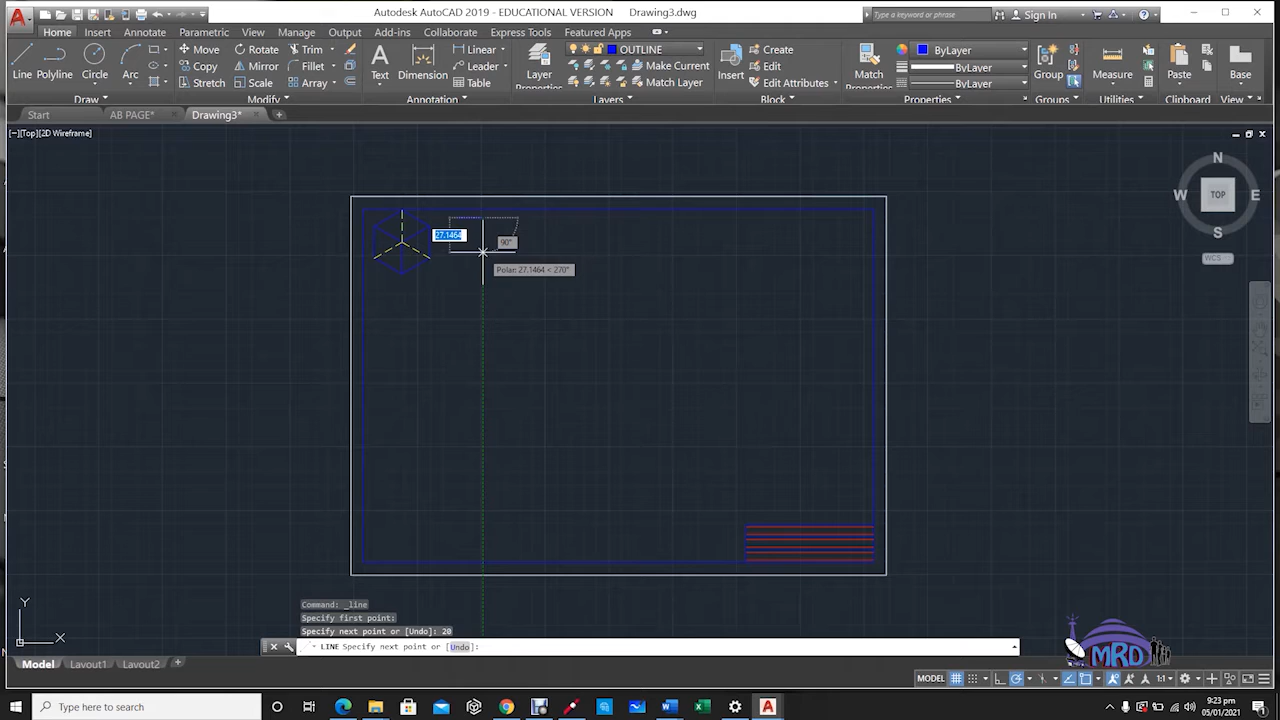 Autodesk AutoCAD 2019 - EDUCATIONAL VERSION Drawing3.dwg
Type a keyword or phrase
Sign In
Home Insert Annotate Parametric View Manage Output Add-ins Collaborate Express Tools Featured Apps
Line Polyline Circle Arc
Move Rotate Trim
Copy Mirror Fillet
Stretch Scale Array
Text Dimension
Linear
Leader
Table
Layer
Properties
OUTLINE
Make Current
Match Layer
Insert
Create
Edit
Edit Attributes
Match
Properties
ByLayer
ByLayer
ByLayer
Group Measure Paste Base
Draw Modify Annotation Layers Block Properties Groups Utilities Clipboard View
Start AB PAGE* Drawing3*
[−][Top][2D Wireframe]
N
W TOP E
S
WCS
27.1464
90°
Polar: 27.1464 < 270°
Y
X
Command: _line
Specify first point:
Specify next point or [Undo]: 20
LINE Specify next point or [Undo]:
MRD
Model Layout1 Layout2 +
MODEL 1:1
Type here to search
9:23 pm
05/01/2021